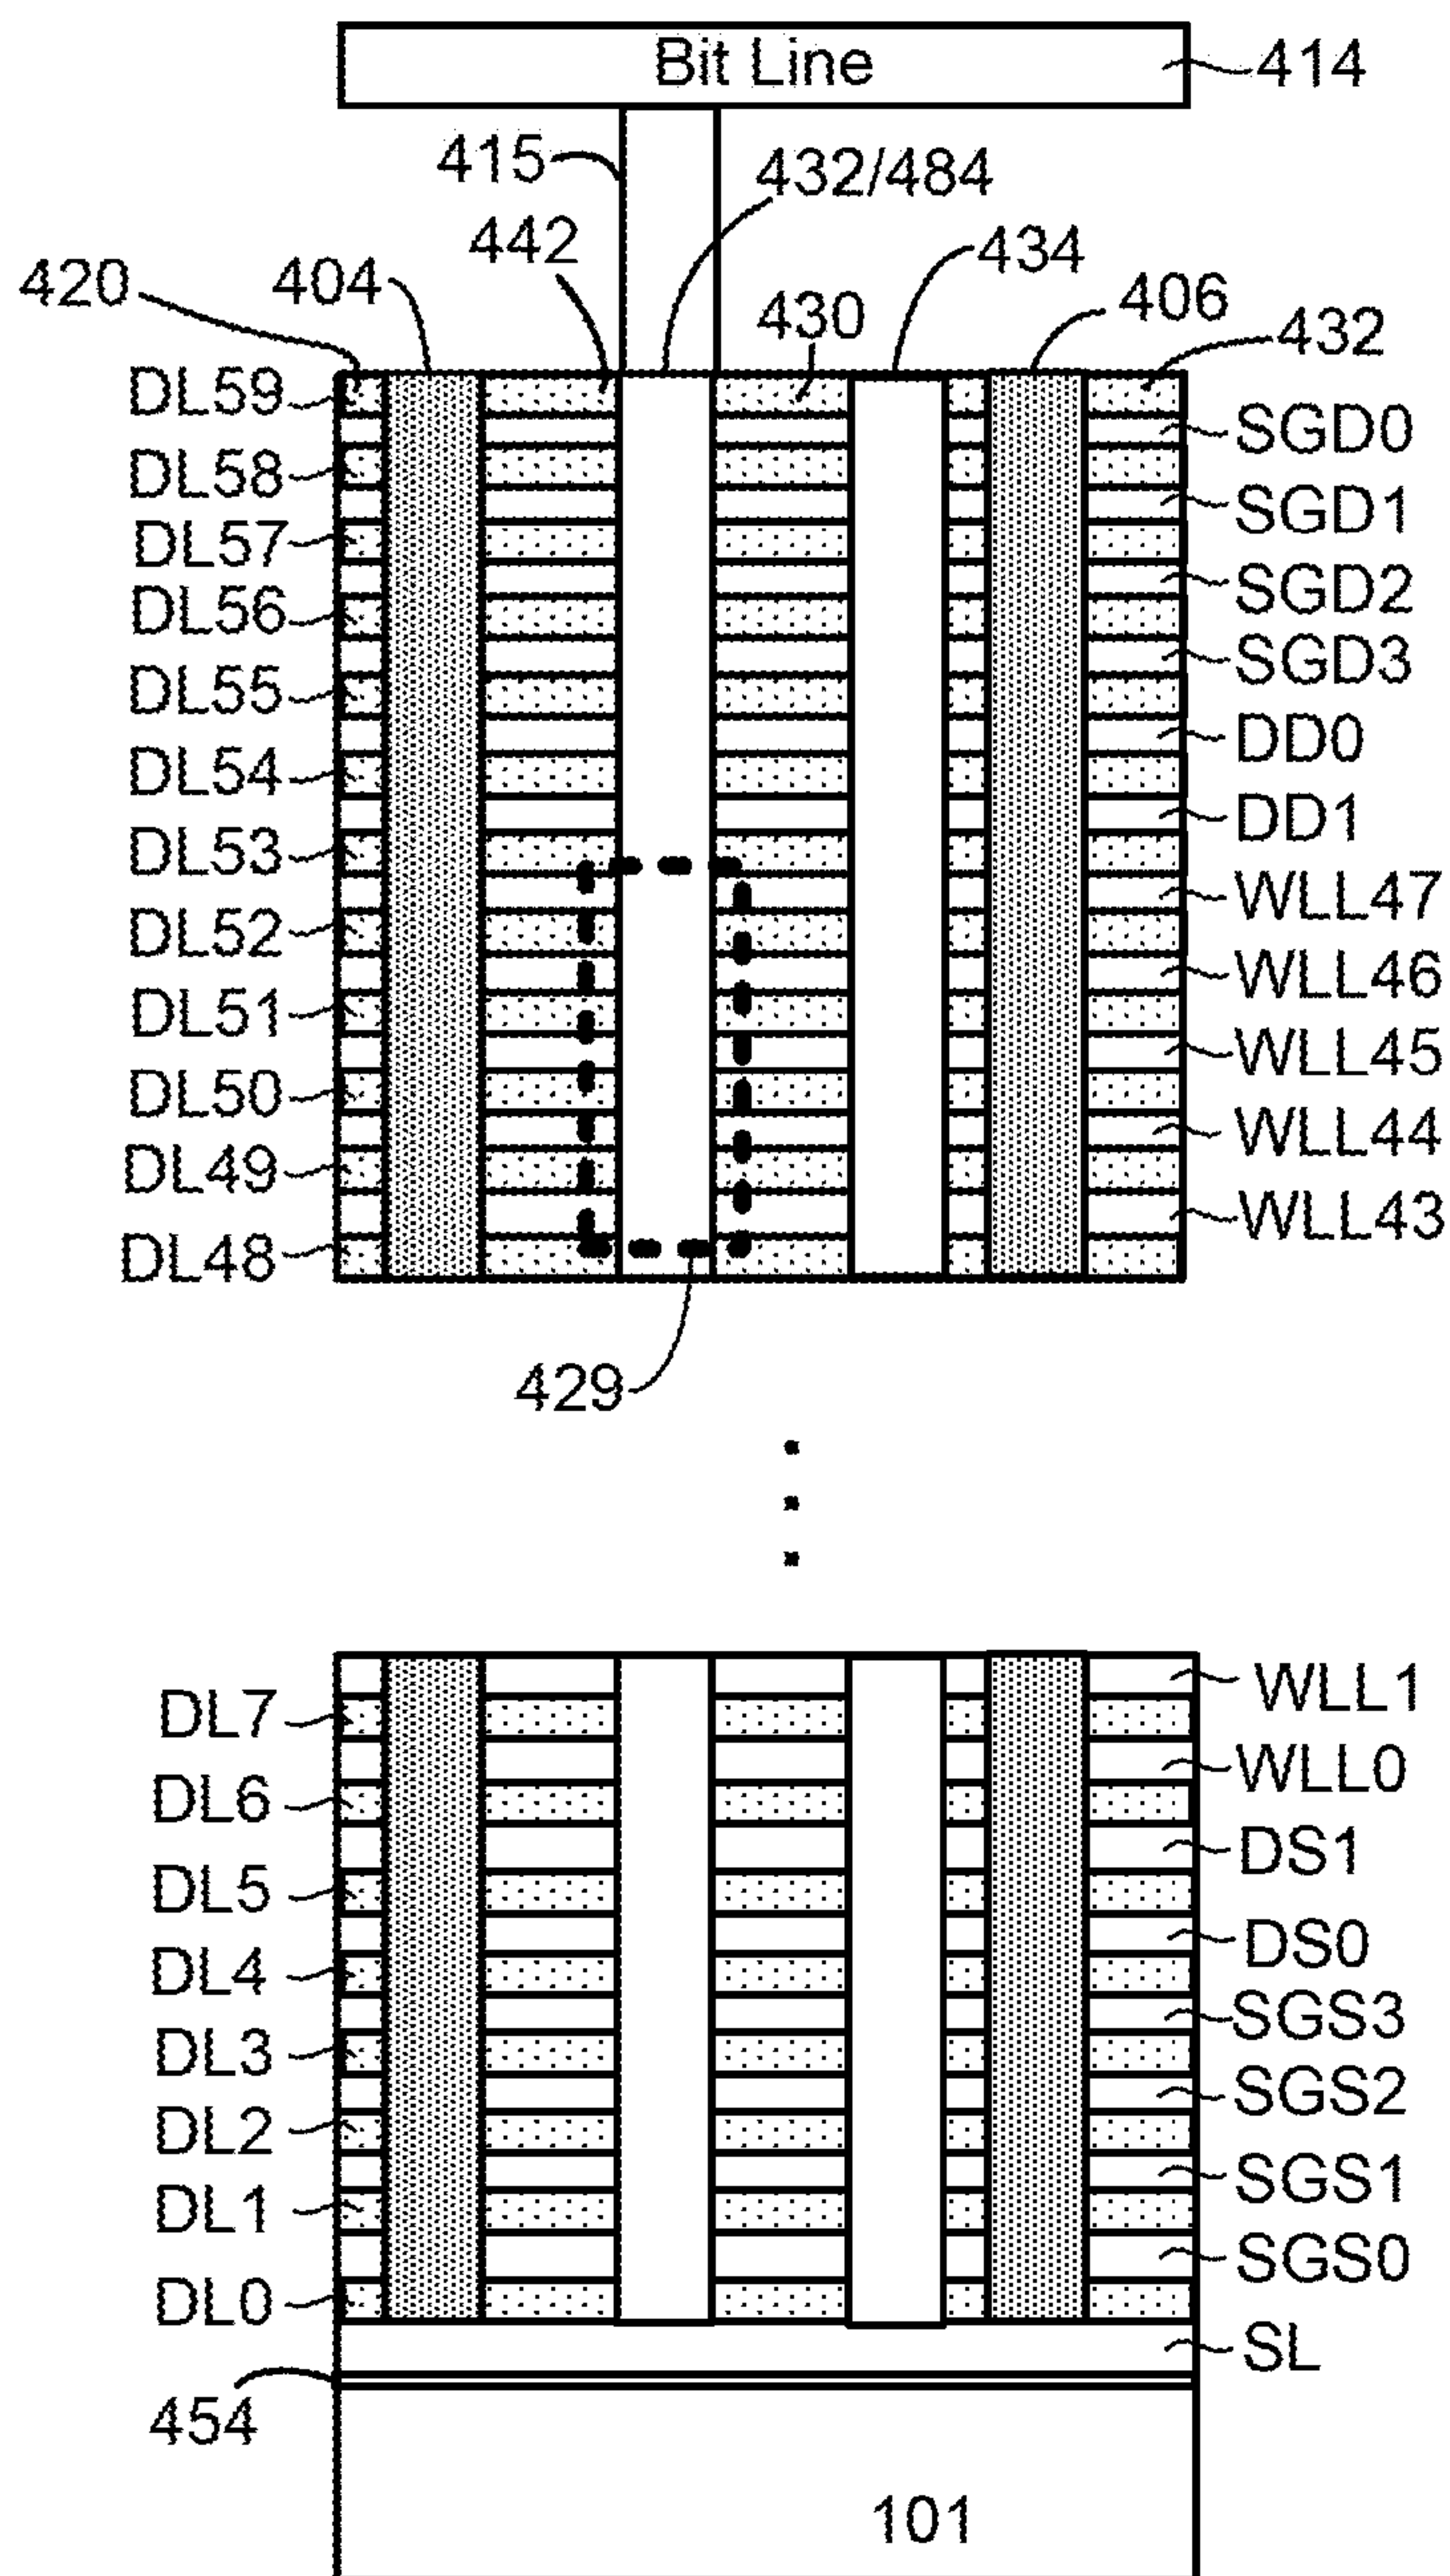 Bit Line
414
415
432/484
442
434
420
404
430
406
432
DL59
SGD0
DL58
SGD1
DL57
SGD2
DL56
SGD3
DL55
DD0
DL54
DD1
DL53
WLL47
DL52
WLL46
DL51
WLL45
DL50
WLL44
DL49
WLL43
DL48
429
WLL1
DL7
WLL0
DL6
DS1
DL5
DS0
DL4
SGS3
DL3
SGS2
DL2
SGS1
DL1
SGS0
DL0
SL
454
101